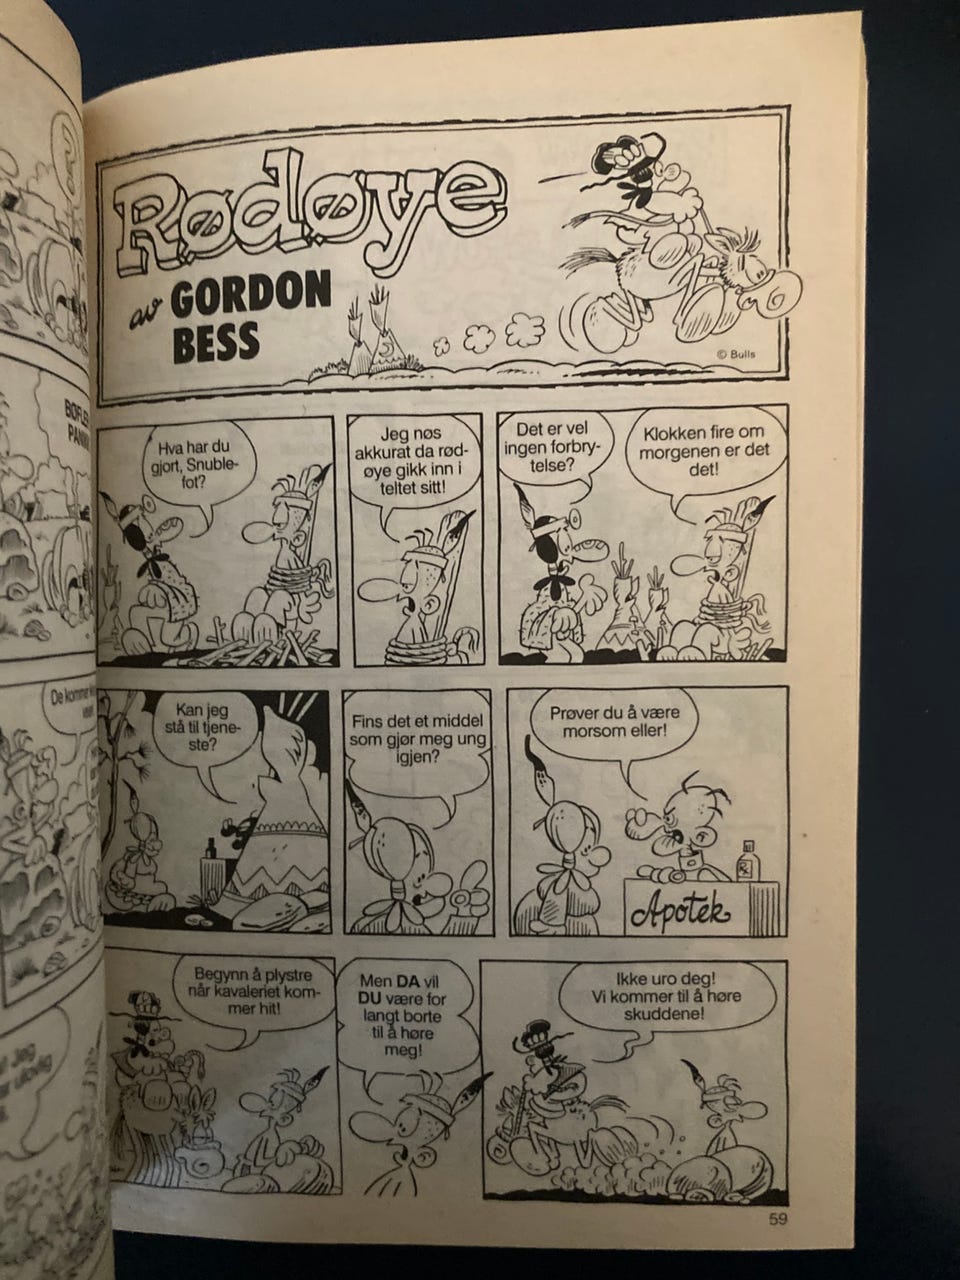 Rødøye
av GORDON
BESS
© Bulls
Hva har du
gjort, Snuble-
fot?
Jeg nøs
akkurat da rød-
øye gikk inn i
teltet sitt!
Det er vel
ingen forbry-
telse?
Klokken fire om
morgenen er det
det!
Kan jeg
stå til tjene-
ste?
Fins det et middel
som gjør meg ung
igjen?
Prøver du å være
morsom eller!
Apotek
Begynn å plystre
når kavaleriet kom-
mer hit!
Men DA vil
DU være for
langt borte
til å høre
meg!
Ikke uro deg!
Vi kommer til å høre
skuddene!
59
De kommer